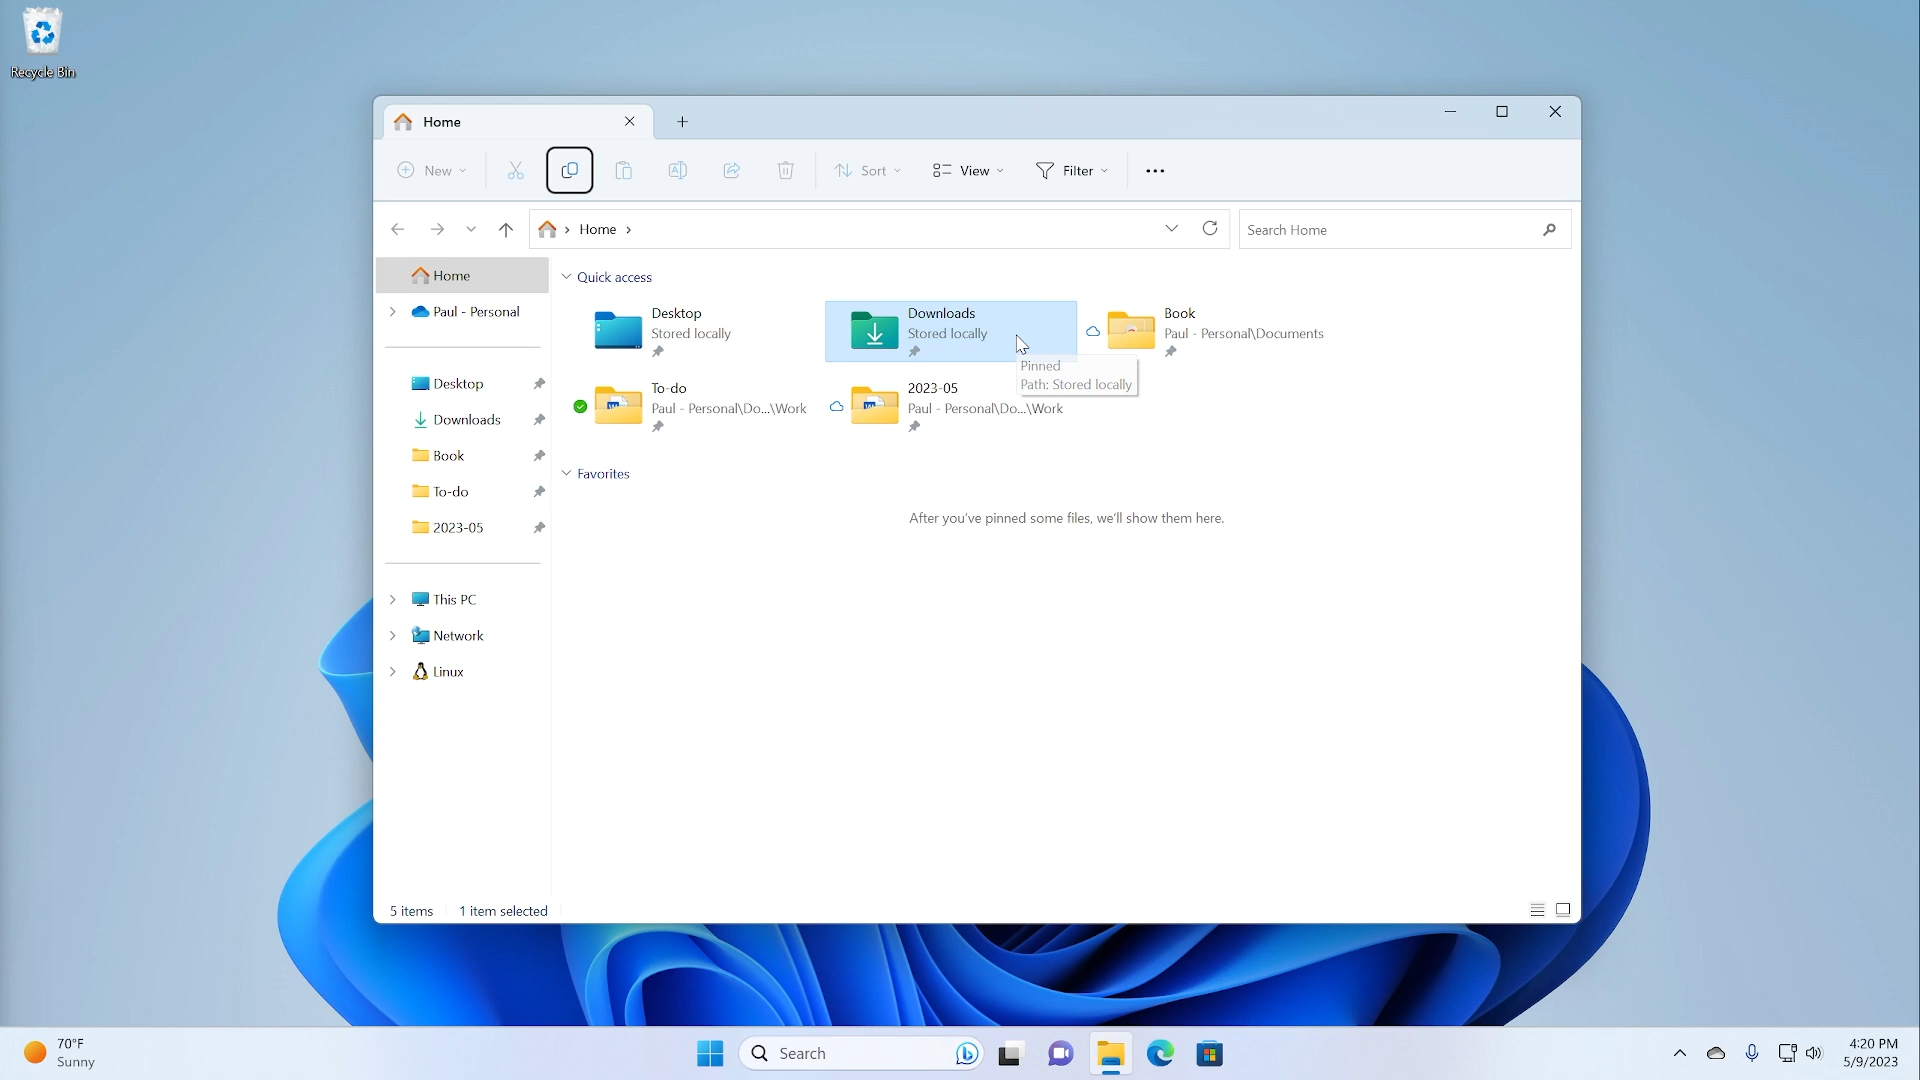 Recycle Bin
Home
New
Sort
View
Filter
Home
Search Home
Home
Paul - Personal
Desktop
Downloads
Book
To-do
2023-05
This PC
Network
Linux
Quick access
Desktop
Stored locally
Downloads
Stored locally
Book
Paul - Personal\Documents
Pinned
Path: Stored locally
To-do
Paul - Personal\Do...\Work
2023-05
Paul - Personal\Do...\Work
Favorites
After you've pinned some files, we'll show them here.
5 items
1 item selected
70°F
Sunny
Search
4:20 PM
5/9/2023